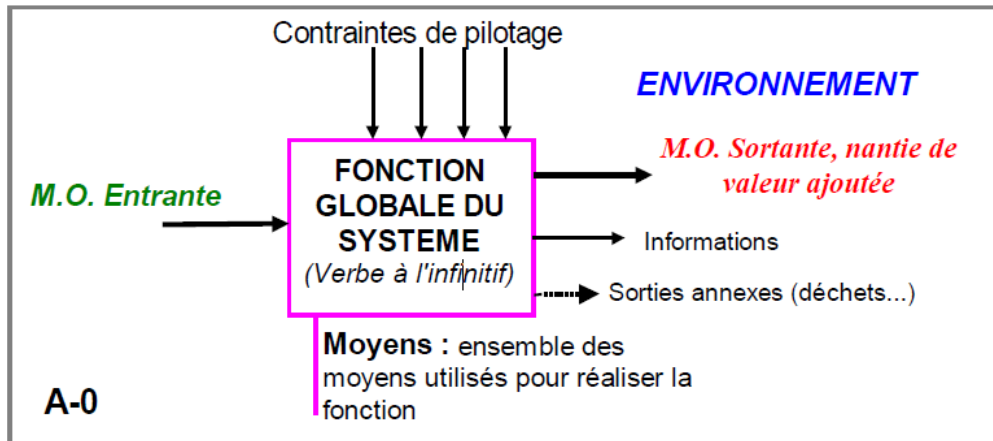 Contraintes de pilotage
ENVIRONNEMENT
M.O. Entrante
FONCTION
GLOBALE DU
SYSTEME
(Verbe à l'infinitif)
M.O. Sortante, nantie de
valeur ajoutée
Informations
Sorties annexes (déchets...)
Moyens : ensemble des
moyens utilisés pour réaliser la
fonction
A-0